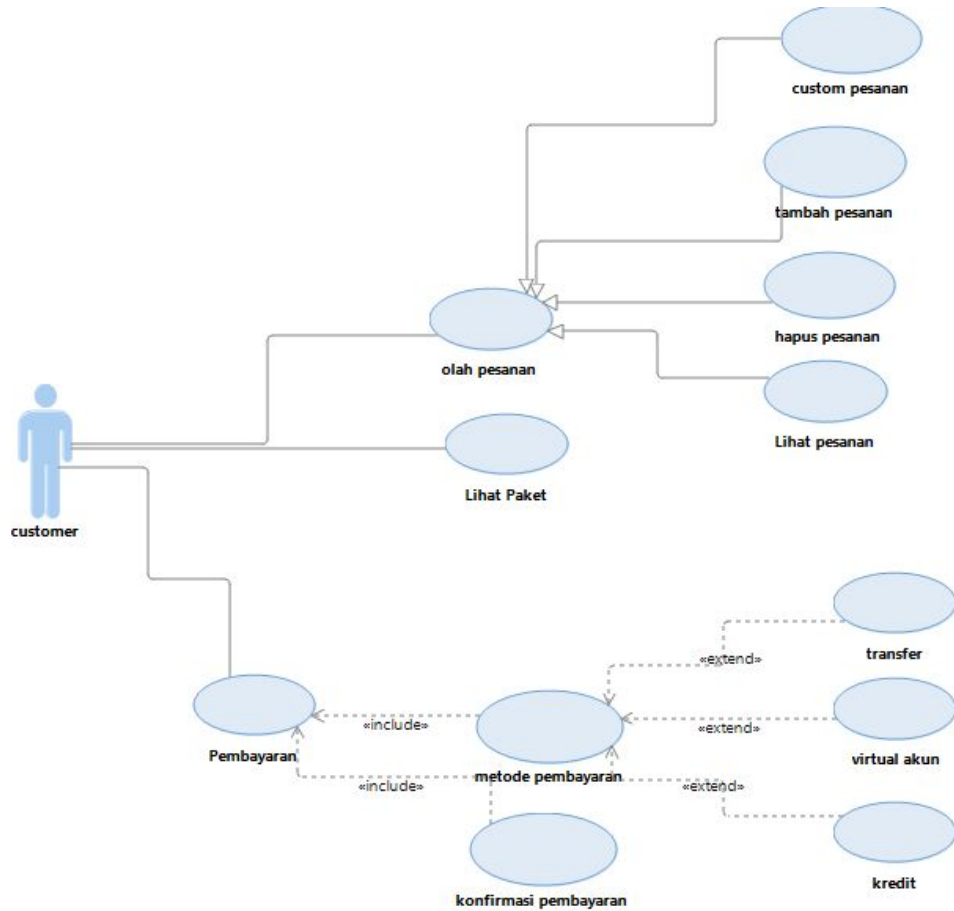 custom pesanan
tambah pesanan
hapus pesanan
olah pesanan
Lihat pesanan
Lihat Paket
customer
transfer
«extend»
«include»
«extend»
Pembayaran
virtual akun
metode pembayaran
«include»
«extend»
kredit
konfirmasi pembayaran